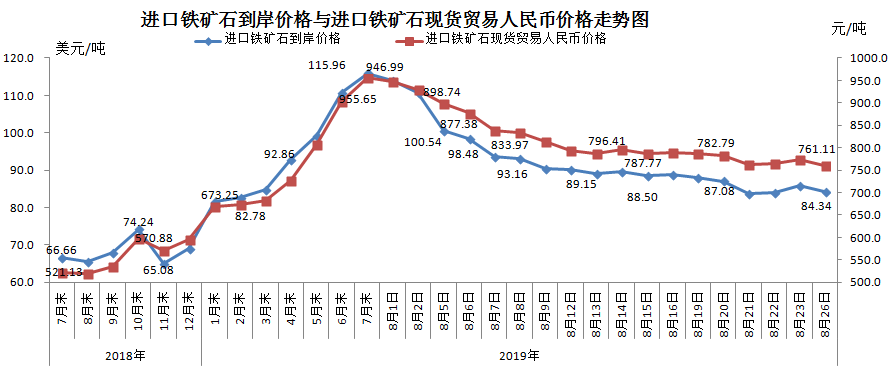 进口铁矿石到岸价格与进口铁矿石现货贸易人民币价格走势图
美元/吨
进口铁矿石到岸价格
进口铁矿石现货贸易人民币价格
元/吨
120.0
110.0
100.0
90.0
80.0
70.0
60.0
1000.0
950.0
900.0
850.0
800.0
750.0
700.0
650.0
600.0
550.0
500.0
66.66
521.13
74.24
570.88
65.08
673.25
82.78
92.86
115.96
955.65
946.99
898.74
100.54
877.38
98.48
833.97
93.16
89.15
796.41
787.77
88.50
782.79
87.08
761.11
84.34
7月末
8月末
9月末
10月末
11月末
12月末
1月末
2月末
3月末
4月末
5月末
6月末
7月末
8月1日
8月2日
8月5日
8月6日
8月7日
8月8日
8月9日
8月12日
8月13日
8月14日
8月15日
8月16日
8月19日
8月20日
8月21日
8月22日
8月23日
8月26日
2018年
2019年